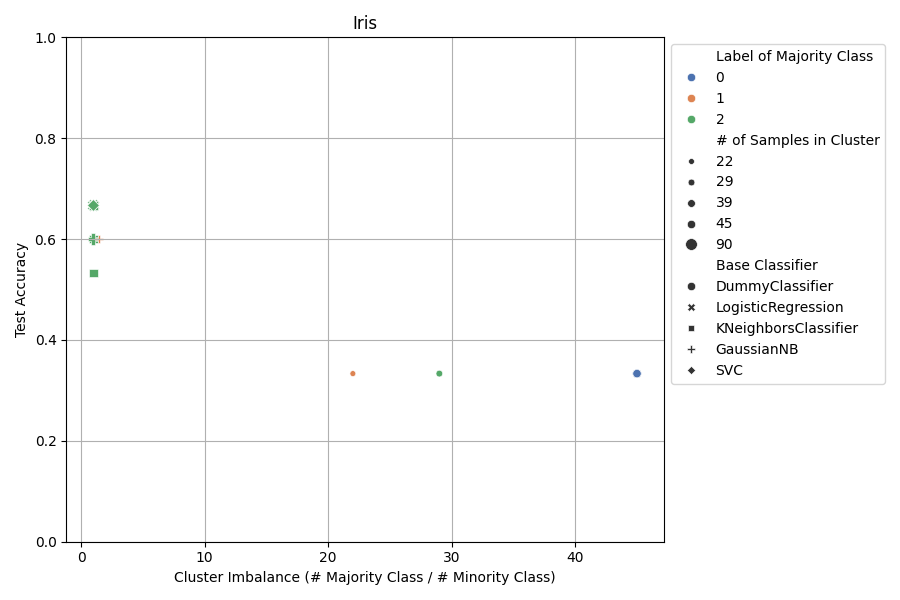 Iris
1.0
0.8
0.6
0.4
0.2
0.0
Test Accuracy
0 10 20 30 40
Cluster Imbalance (# Majority Class / # Minority Class)
Label of Majority Class
0
1
2
# of Samples in Cluster
22
29
39
45
90
Base Classifier
DummyClassifier
LogisticRegression
KNeighborsClassifier
GaussianNB
SVC